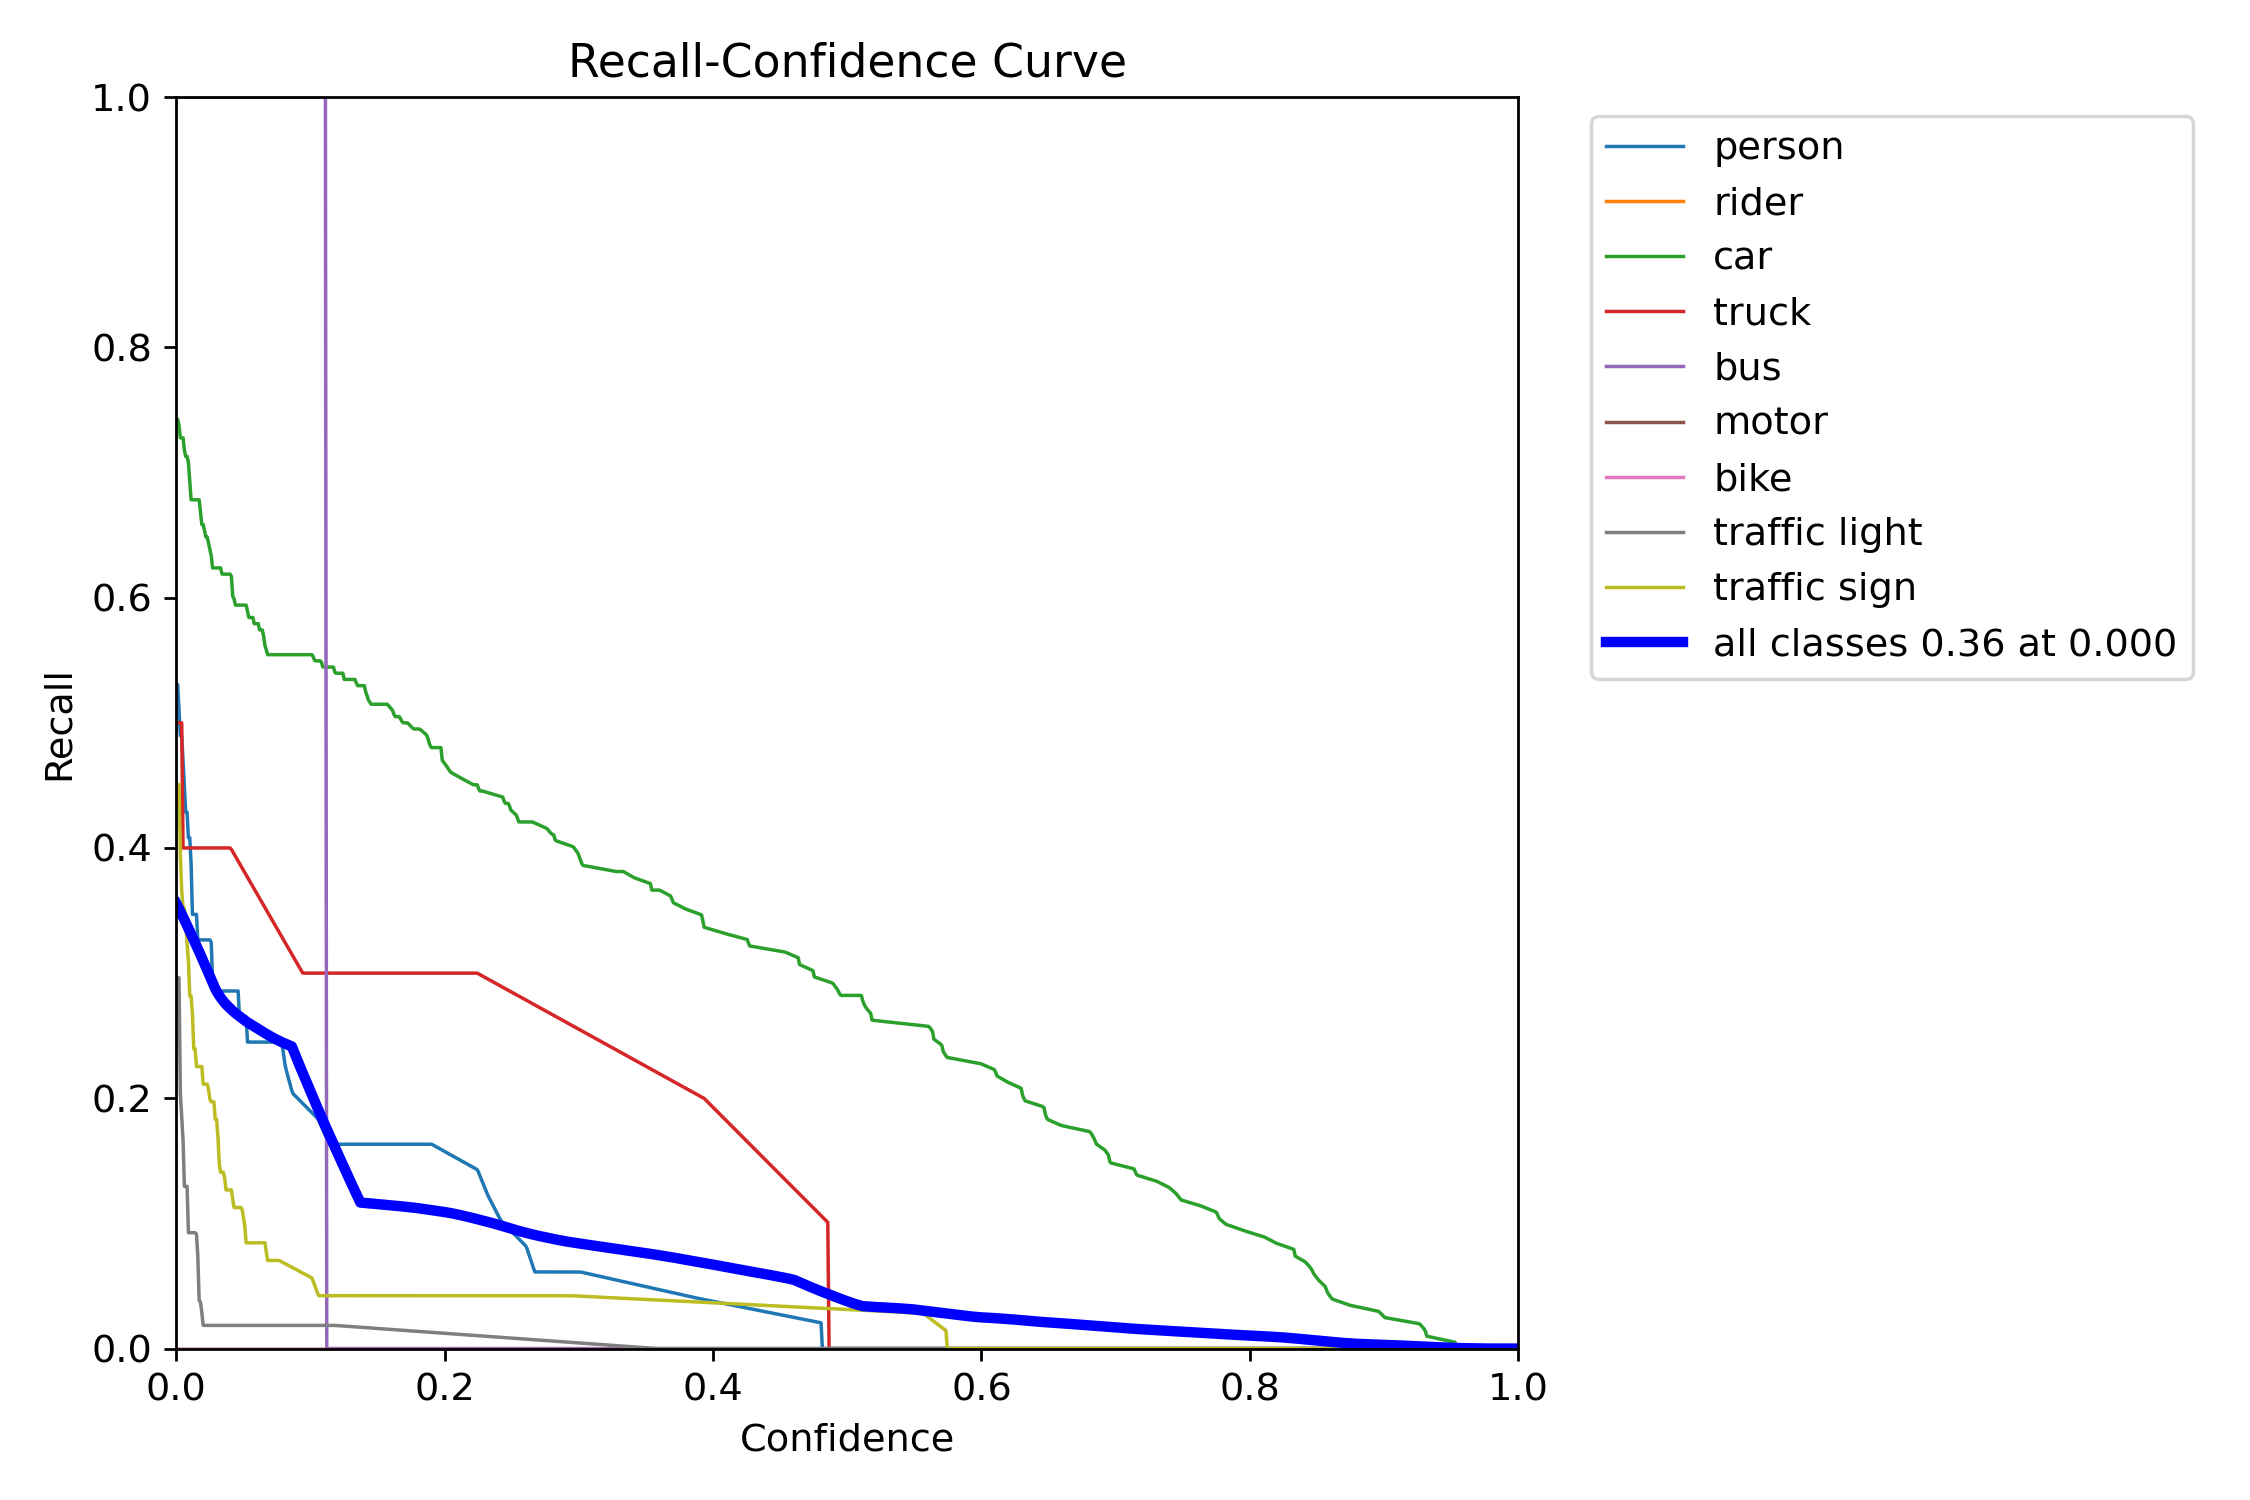 Recall-Confidence Curve
1.0
0.8
0.6
0.4
0.2
0.0
Recall
0.0 0.2 0.4 0.6 0.8 1.0
Confidence
person
rider
car
truck
bus
motor
bike
traffic light
traffic sign
all classes 0.36 at 0.000